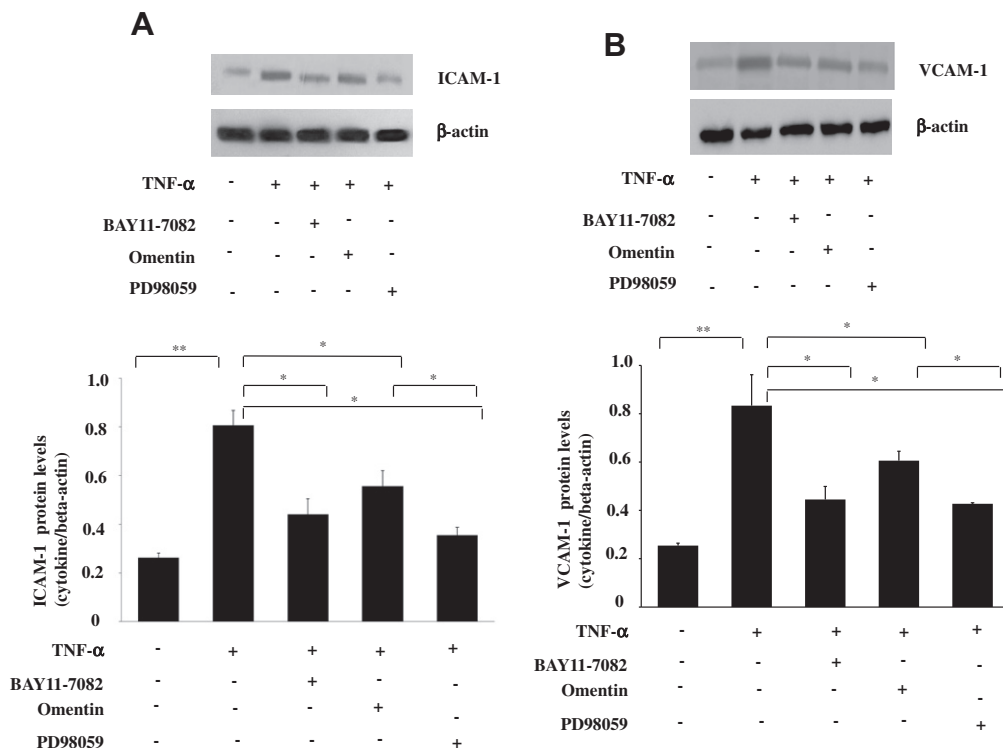 A
ICAM-1
β-actin
TNF-α - + + + +
BAY11-7082 - - + - -
Omentin - - - + -
PD98059 - - - - +
** * * * *
1.0
0.8
0.6
0.4
0.2
0
ICAM-1 protein levels
(cytokine/beta-actin)
TNF-α - + + + +
BAY11-7082 - - + - -
Omentin - - - + -
PD98059 - - - - +
B
VCAM-1
β-actin
TNF-α - + + + +
BAY11-7082 - - + - -
Omentin - - - + -
PD98059 - - - - +
** * * * *
1.0
0.8
0.6
0.4
0.2
0
VCAM-1 protein levels
(cytokine/beta-actin)
TNF-α - + + + +
BAY11-7082 - - + - -
Omentin - - - + -
PD98059 - - - - +